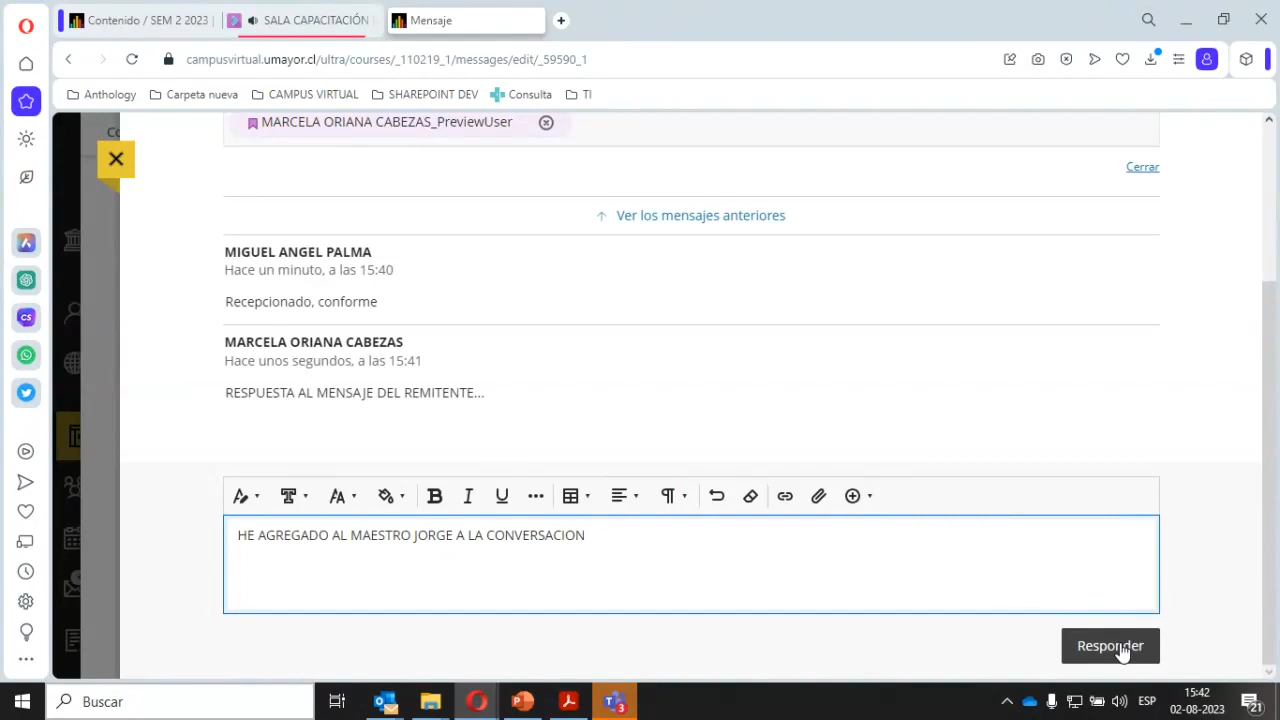 Contenido / SEM 2 2023
SALA CAPACITACIÓN
Mensaje
campusvirtual.umayor.cl/ultra/courses/_110219_1/messages/edit/_59590_1
Anthology
Carpeta nueva
CAMPUS VIRTUAL
SHAREPOINT DEV
Consulta
TI
MARCELA ORIANA CABEZAS_PreviewUser
Cerrar
Ver los mensajes anteriores
MIGUEL ANGEL PALMA
Hace un minuto, a las 15:40
Recepcionado, conforme
MARCELA ORIANA CABEZAS
Hace unos segundos, a las 15:41
RESPUESTA AL MENSAJE DEL REMITENTE...
HE AGREGADO AL MAESTRO JORGE A LA CONVERSACION
Responder
CS
Buscar
3
ESP
15:42
02-08-2023
21